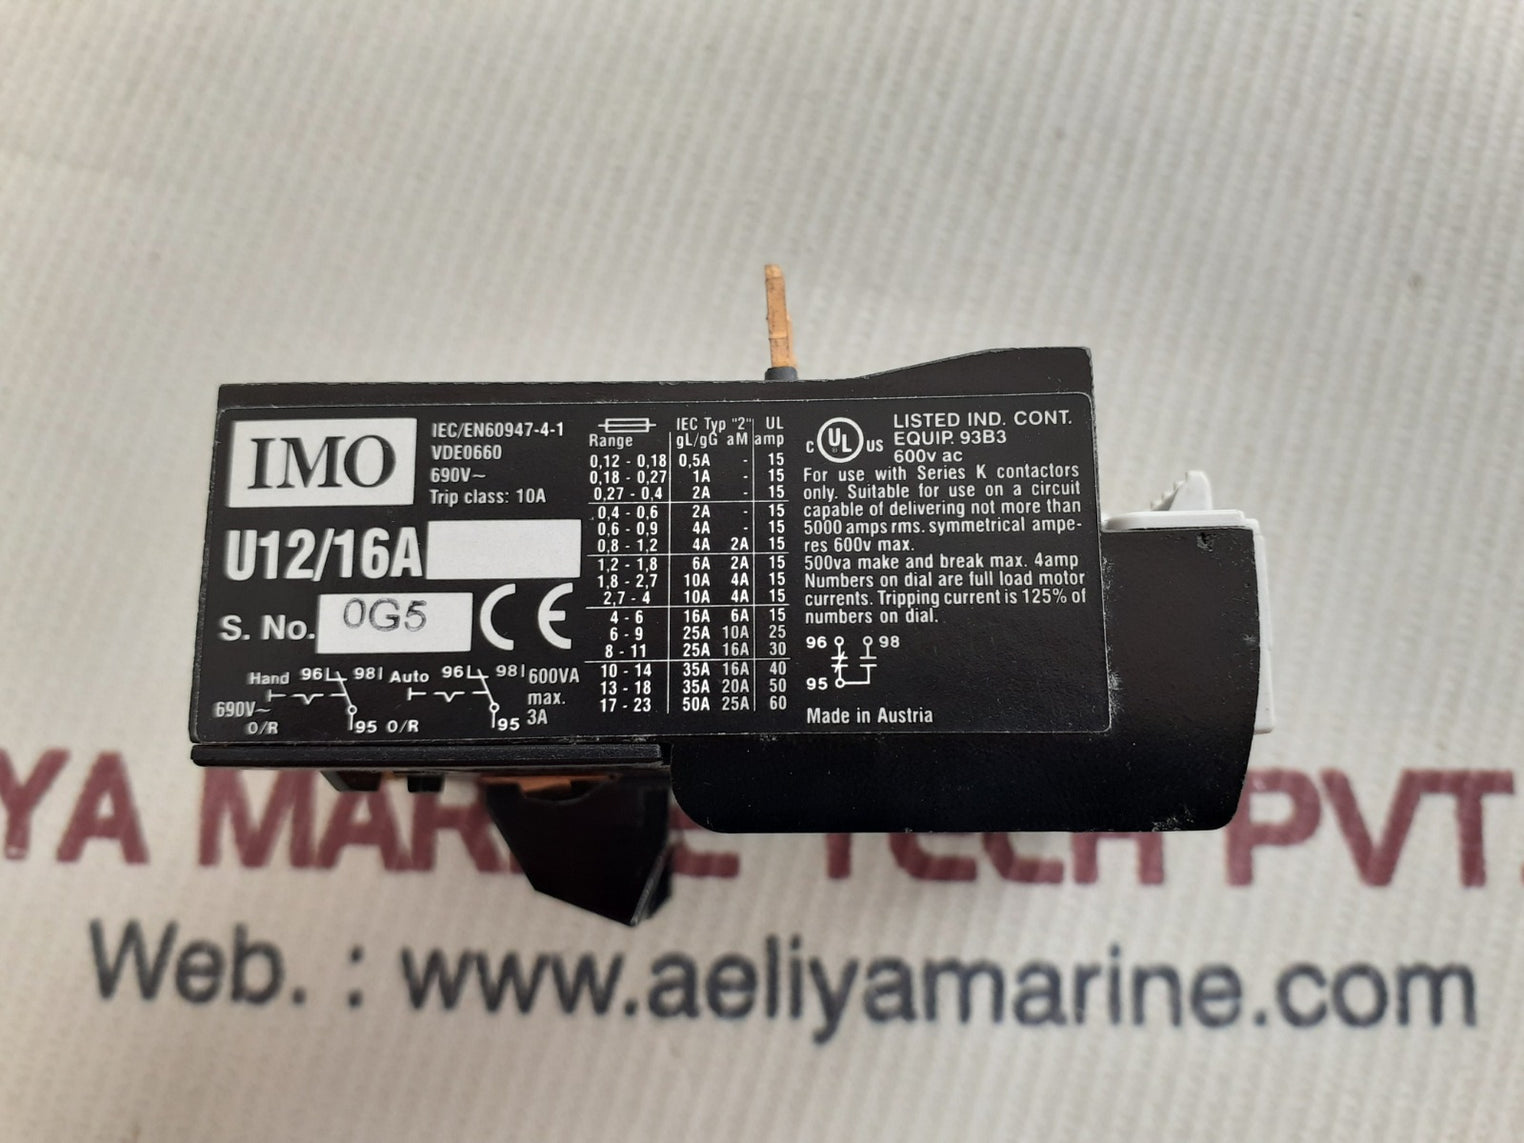 IMO
IEC/EN60947-4-1
VDE0660
690V~
Trip class: 10A
U12/16A
S. No. 0G5
CE
Hand 96 98 Auto 96 98 600VA
max.
3A
690V~
O/R 95 O/R 95
IEC Typ "2" UL
Range gL/gG aM amp
0,12 - 0,18 0,5A - 15
0,18 - 0,27 1A - 15
0,27 - 0,4 2A - 15
0,4 - 0,6 2A - 15
0,6 - 0,9 4A - 15
0,8 - 1,2 4A 2A 15
1,2 - 1,8 6A 2A 15
1,8 - 2,7 10A 4A 15
2,7 - 4 10A 4A 15
4 - 6 16A 6A 15
6 - 9 25A 10A 25
8 - 11 25A 16A 30
10 - 14 35A 16A 40
13 - 18 35A 20A 50
17 - 23 50A 25A 60
C UL US
LISTED IND. CONT.
EQUIP. 93B3
600v ac
For use with Series K contactors
only. Suitable for use on a circuit
capable of delivering not more than
5000 amps rms. symmetrical ampe-
res 600v max.
500va make and break max. 4amp
Numbers on dial are full load motor
currents. Tripping current is 125% of
numbers on dial.
96 98
95
Made in Austria
YA MARINE TECH PVT.
Web. : www.aeliyamarine.com